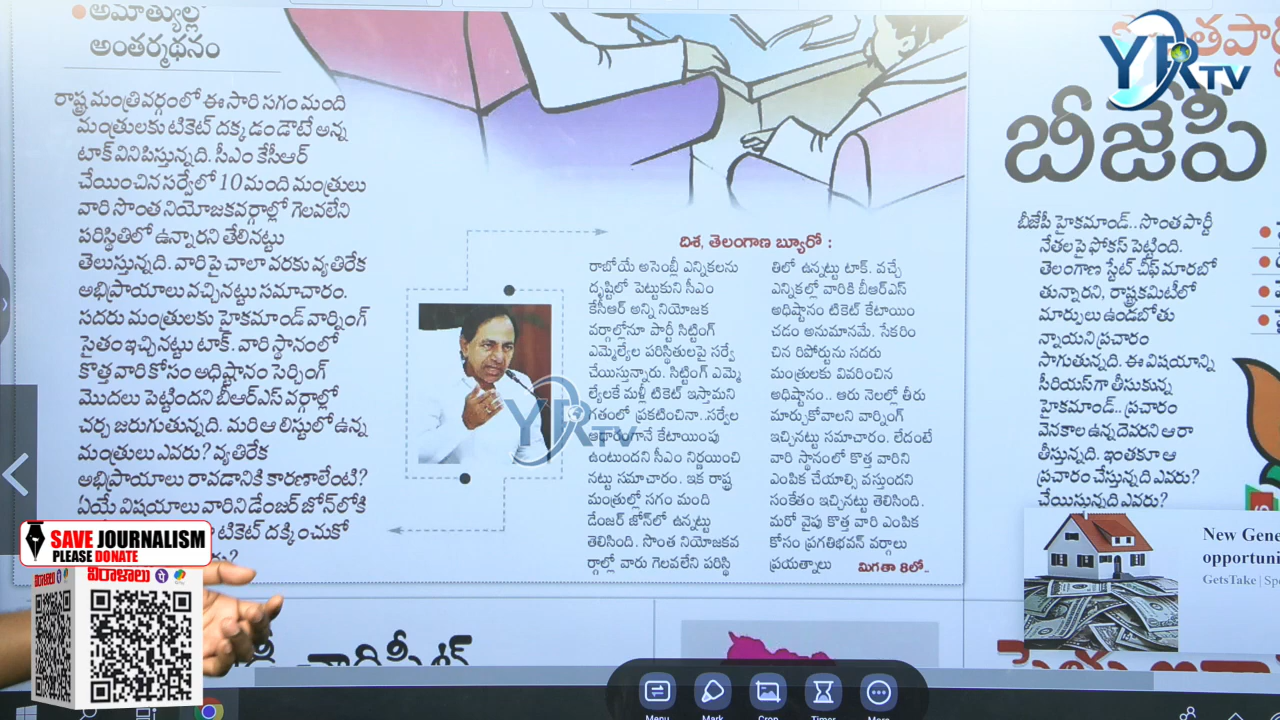 అమాత్యుల్లో
అంతర్మథనం
రాష్ట్ర మంత్రివర్గంలో ఈ సారి సగం మంది
మంత్రులకు టికెట్ దక్కడం డౌటే అన్న
టాక్ వినిపిస్తున్నది. సీఎం కేసీఆర్
చేయించిన సర్వేలో 10 మంది మంత్రులు
వారి సొంత నియోజకవర్గాల్లో గెలవలేని
పరిస్థితిలో ఉన్నారని తేలినట్టు
తెలుస్తున్నది. వారిపై చాలా వరకు వ్యతిరేక
అభిప్రాయాలు వచ్చినట్టు సమాచారం.
సదరు మంత్రులకు హైకమాండ్ వార్నింగ్
సైతం ఇచ్చినట్టు టాక్. వారి స్థానంలో
కొత్త వారి కోసం అధిష్టానం సెర్చింగ్
మొదలు పెట్టిందని బీఆర్ఎస్ వర్గాల్లో
చర్చ జరుగుతున్నది. మరి ఆ లిస్టులో ఉన్న
మంత్రులు ఎవరు? వ్యతిరేక
అభిప్రాయాలు రావడానికి కారణాలేంటి?
ఏయే విషయాలు వారిని డేంజర్ జోన్‌లోకి
టికెట్ దక్కించుకో
దిశ, తెలంగాణ బ్యూరో :
రాబోయే అసెంబ్లీ ఎన్నికలను
దృష్టిలో పెట్టుకుని సీఎం
కేసీఆర్ అన్ని నియోజక
వర్గాల్లోనూ పార్టీ సిట్టింగ్
ఎమ్మెల్యేల పరిస్థితులపై సర్వే
చేయిస్తున్నారు. సిట్టింగ్ ఎమ్మె
ల్యేలకే మళ్లీ టికెట్ ఇస్తామని
గతంలో ప్రకటించినా..సర్వేల
ఆధారంగానే కేటాయింపు
ఉంటుందని సీఎం నిర్ణయించి
నట్టు సమాచారం. ఇక రాష్ట్ర
మంత్రుల్లో సగం మంది
డేంజర్ జోన్‌లో ఉన్నట్టు
తెలిసింది. సొంత నియోజకవ
ర్గాల్లో వారు గెలవలేని పరిస్థి
తిలో ఉన్నట్టు టాక్. వచ్చే
ఎన్నికల్లో వారికి బీఆర్ఎస్
అధిష్టానం టికెట్ కేటాయిం
చడం అనుమానమే. సేకరిం
చిన రిపోర్టును సదరు
మంత్రులకు వివరించిన
అధిష్టానం.. ఆరు నెలల్లో తీరు
మార్చుకోవాలని వార్నింగ్
ఇచ్చినట్టు సమాచారం. లేదంటే
వారి స్థానంలో కొత్త వారిని
ఎంపిక చేయాల్సి వస్తుందని
సంకేతం ఇచ్చినట్టు తెలిసింది.
మరో వైపు కొత్త వారి ఎంపిక
కోసం ప్రగతిభవన్ వర్గాలు
ప్రయత్నాలు మిగతా 8లో..
YRTV
YRTV
బీజేపీ
బీజేపీ హైకమాండ్.. సొంత పార్టీ
నేతలపై ఫోకస్ పెట్టింది.
తెలంగాణ స్టేట్ చీఫ్ మారబో
తున్నారని, రాష్ట్రకమిటీలో
మార్పులు ఉండబోతు
న్నాయని ప్రచారం
సాగుతున్నది. ఈ విషయాన్ని
సీరియస్‌గా తీసుకున్న
హైకమాండ్.. ప్రచారం
వెనకాల ఉన్నదెవరని ఆరా
తీస్తున్నది. ఇంతకూ ఆ
ప్రచారం చేస్తున్నది ఎవరు?
చేయిస్తున్నది ఎవరు?
New Gene
opportuni
GetsTake | Sp
SAVE JOURNALISM
PLEASE DONATE
విరాళాలు
విరాళాలు
Menu
Mark
Crop
Timer
More